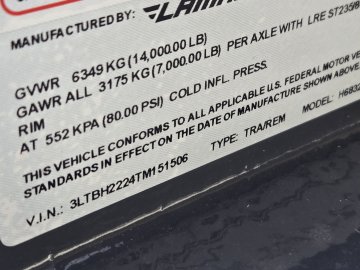 MANUFACTURED BY:
GVWR 6349 KG (14,000.00 LB)
GAWR ALL 3175 KG (7,000.00 LB) PER AXLE WITH LRE ST235/8
RIM
AT 552 KPA (80.00 PSI) COLD INFL. PRESS.
THIS VEHICLE CONFORMS TO ALL APPLICABLE U.S. FEDERAL MOTOR VE
STANDARDS IN EFFECT ON THE DATE OF MANUFACTURE SHOWN ABOVE.
V.I.N.: 3LTBH2224TM151506 TYPE: TRA/REM MODEL: H6832